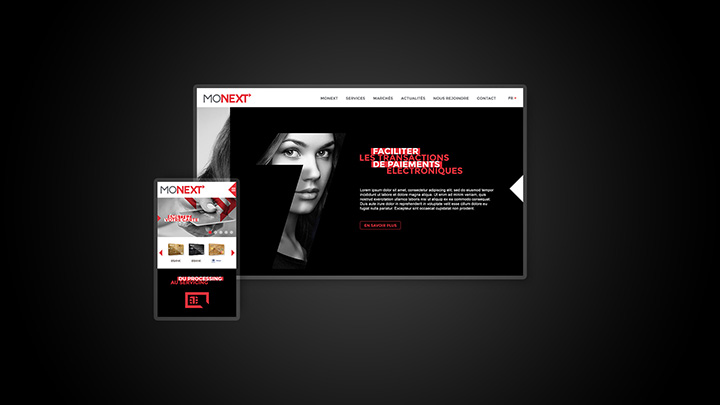 MONEXT+
MONEXT SERVICES MARCHÉS ACTUALITÉS NOUS REJOINDRE CONTACT FR
FACILITER
LES TRANSACTIONS
DE PAIEMENTS
ÉLECTRONIQUES
Lorem ipsum dolor sit amet, consectetur adipiscing elit, sed do eiusmod tempor
incididunt ut labore et dolore magna aliqua. Ut enim ad minim veniam, quis
nostrud exercitation ullamco laboris nisi ut aliquip ex ea commodo consequat.
Duis aute irure dolor in reprehenderit in voluptate velit esse cillum dolore eu
fugiat nulla pariatur. Excepteur sint occaecat cupidatat non proident.
EN SAVOIR PLUS
MONEXT+
DU PROCESSING
AU SERVICING